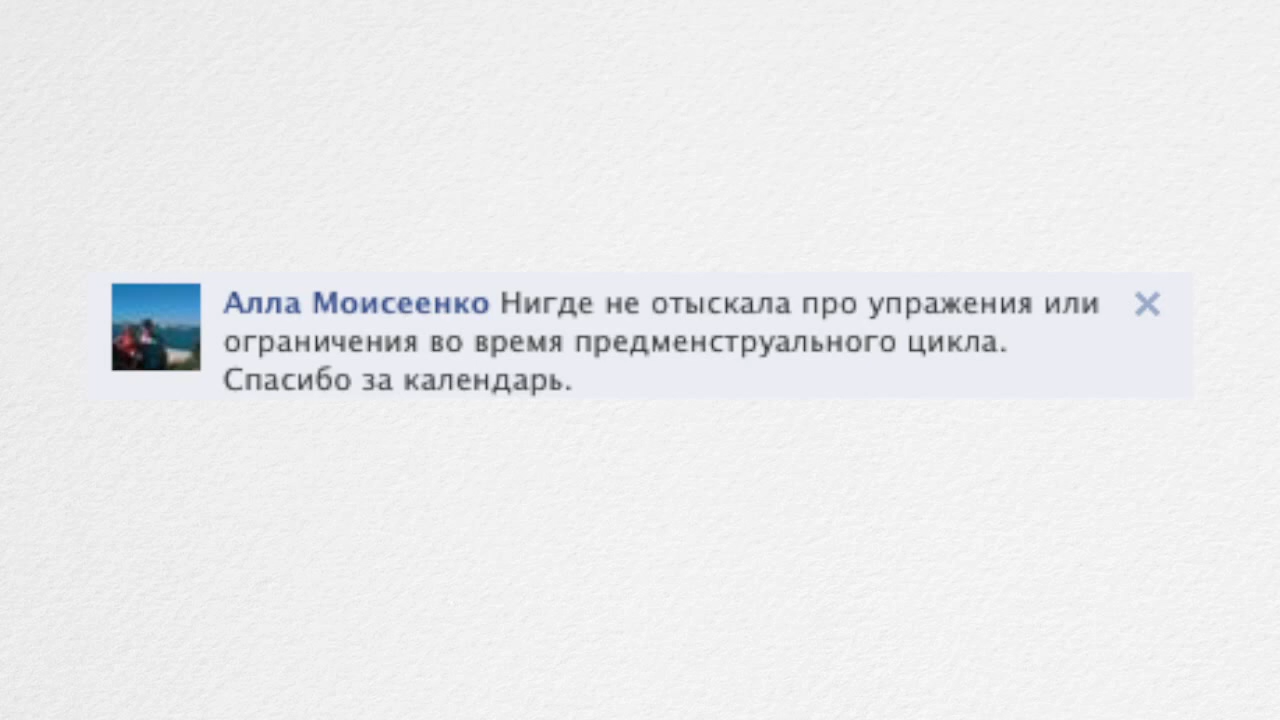 Алла Моисеенко Нигде не отыскала про упражения или
ограничения во время предменструального цикла.
Спасибо за календарь.